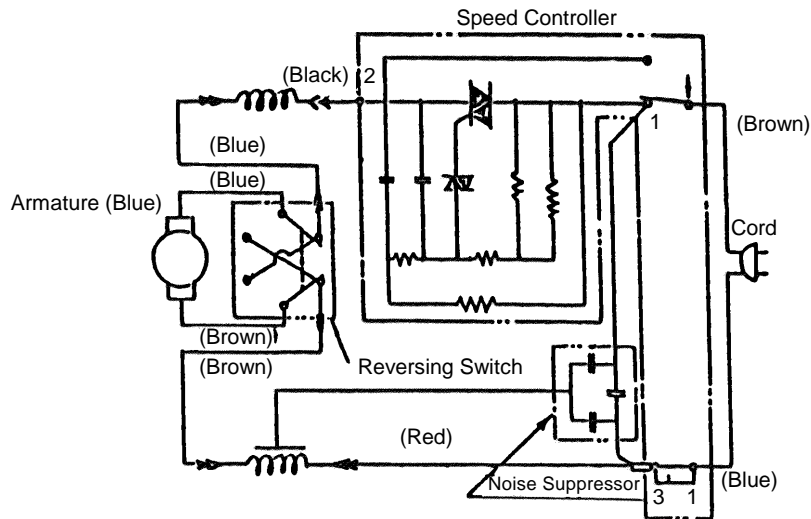 Speed Controller
(Black) 2
1
(Brown)
(Blue)
(Blue)
Armature (Blue)
Cord
(Brown)
(Brown)
Reversing Switch
(Red)
Noise Suppressor
3 1
(Blue)